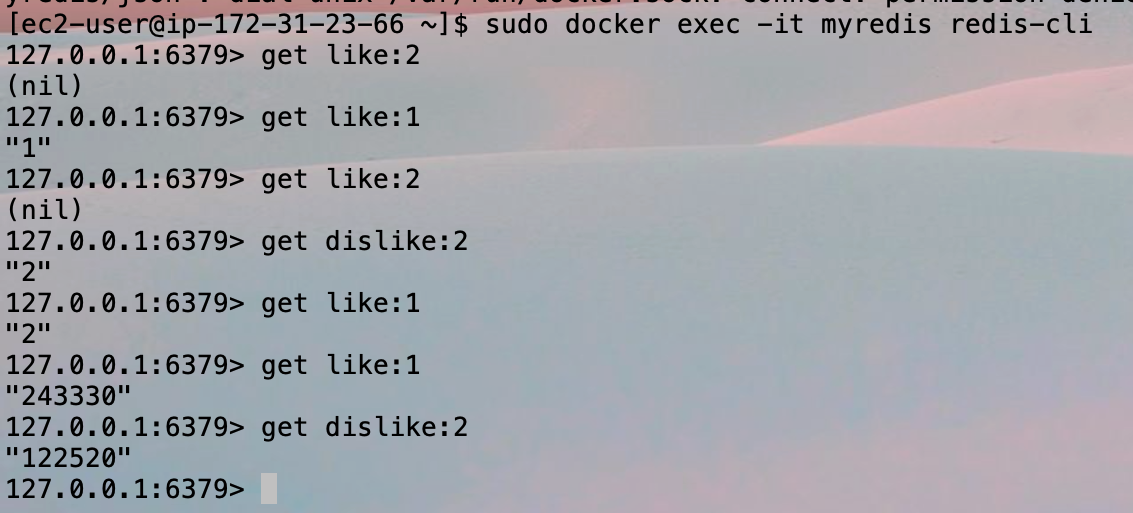 [ec2-user@ip-172-31-23-66 ~]$ sudo docker exec -it myredis redis-cli
127.0.0.1:6379> get like:2
(nil)
127.0.0.1:6379> get like:1
"1"
127.0.0.1:6379> get like:2
(nil)
127.0.0.1:6379> get dislike:2
"2"
127.0.0.1:6379> get like:1
"2"
127.0.0.1:6379> get like:1
"243330"
127.0.0.1:6379> get dislike:2
"122520"
127.0.0.1:6379>